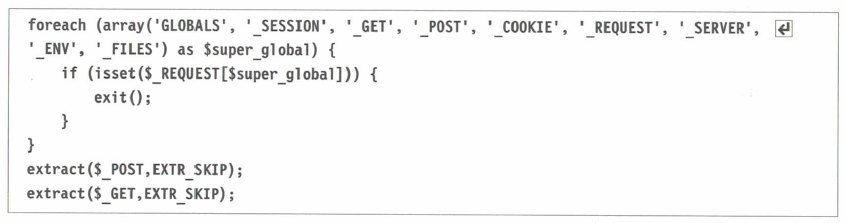 foreach (array('GLOBALS', '_SESSION', '_GET', '_POST', '_COOKIE', '_REQUEST', '_SERVER', ↵
'_ENV', '_FILES') as $super_global) {
    if (isset($_REQUEST[$super_global])) {
        exit();
    }
}
extract($_POST,EXTR_SKIP);
extract($_GET,EXTR_SKIP);